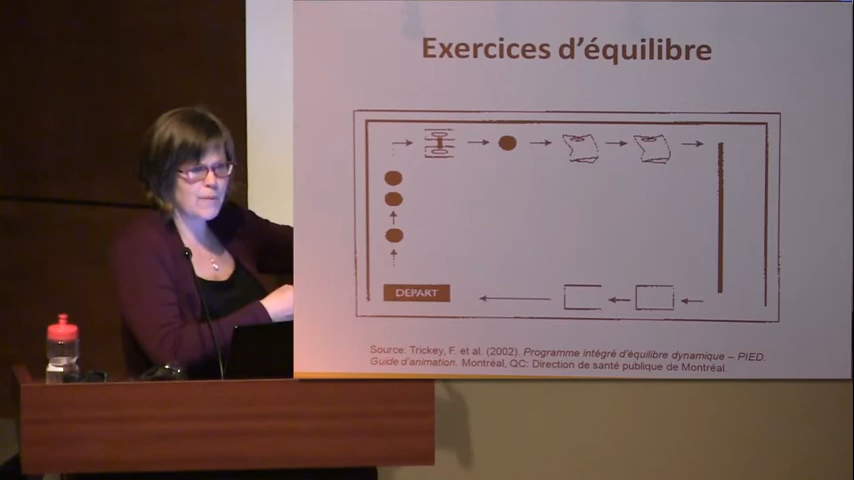 Exercices d'équilibre
DÉPART
Source: Trickey, F. et al. (2002). Programme intégré d'équilibre dynamique – PIED.
Guide d'animation. Montréal, QC: Direction de santé publique de Montréal.